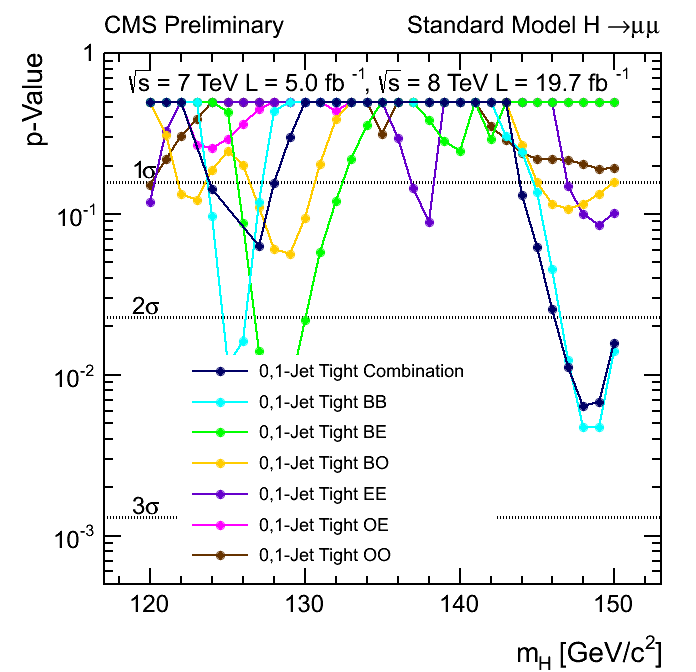 CMS Preliminary Standard Model H →μμ
√s = 7 TeV L = 5.0 fb⁻¹, √s = 8 TeV L = 19.7 fb⁻¹
p-Value
1
1σ
10⁻¹
2σ
10⁻²
3σ
10⁻³
0,1-Jet Tight Combination
0,1-Jet Tight BB
0,1-Jet Tight BE
0,1-Jet Tight BO
0,1-Jet Tight EE
0,1-Jet Tight OE
0,1-Jet Tight OO
120 130 140 150
m_H [GeV/c²]